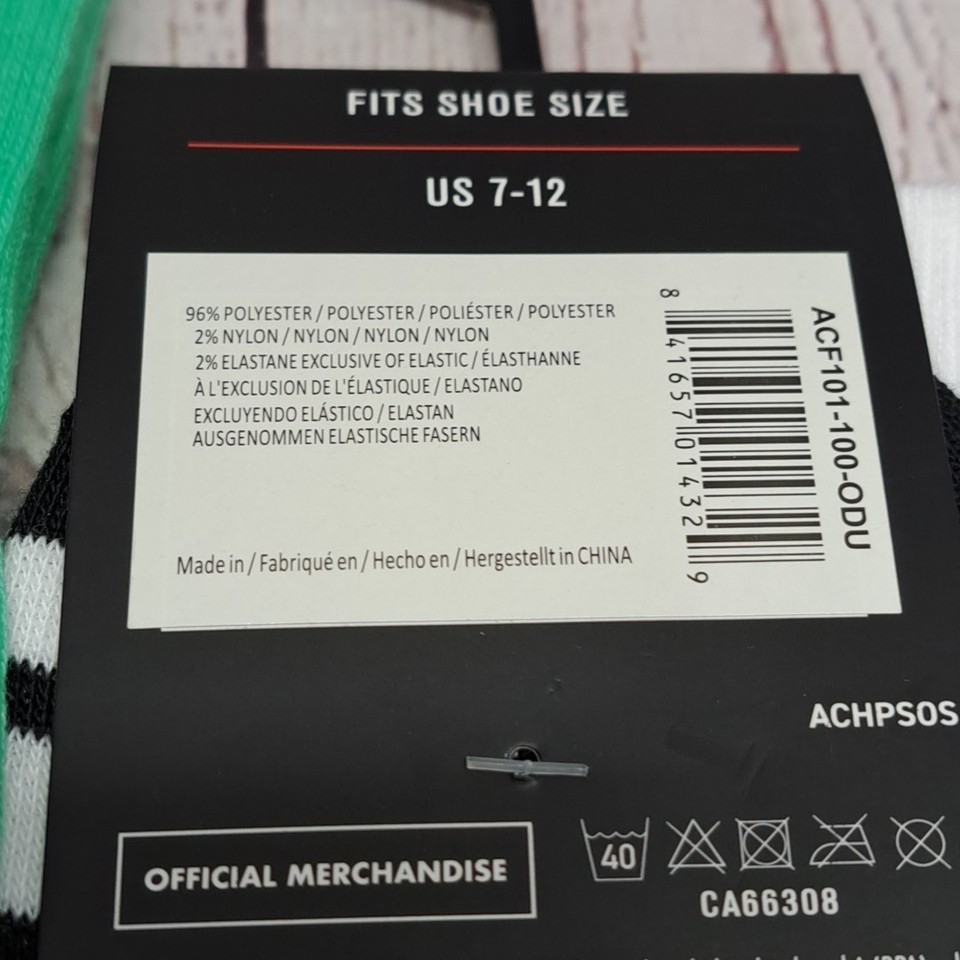 FITS SHOE SIZE
US 7-12
96% POLYESTER / POLYESTER / POLIÉSTER / POLYESTER
2% NYLON / NYLON / NYLON / NYLON
2% ELASTANE EXCLUSIVE OF ELASTIC / ÉLASTHANNE
À L'EXCLUSION DE L'ÉLASTIQUE / ELASTANO
EXCLUYENDO ELÁSTICO / ELASTAN
AUSGENOMMEN ELASTISCHE FASERN
Made in / Fabriqué en / Hecho en / Hergestellt in CHINA
8 41657 01432 9
ACF101-100-ODU
ACHPSOS
OFFICIAL MERCHANDISE
40
CA66308